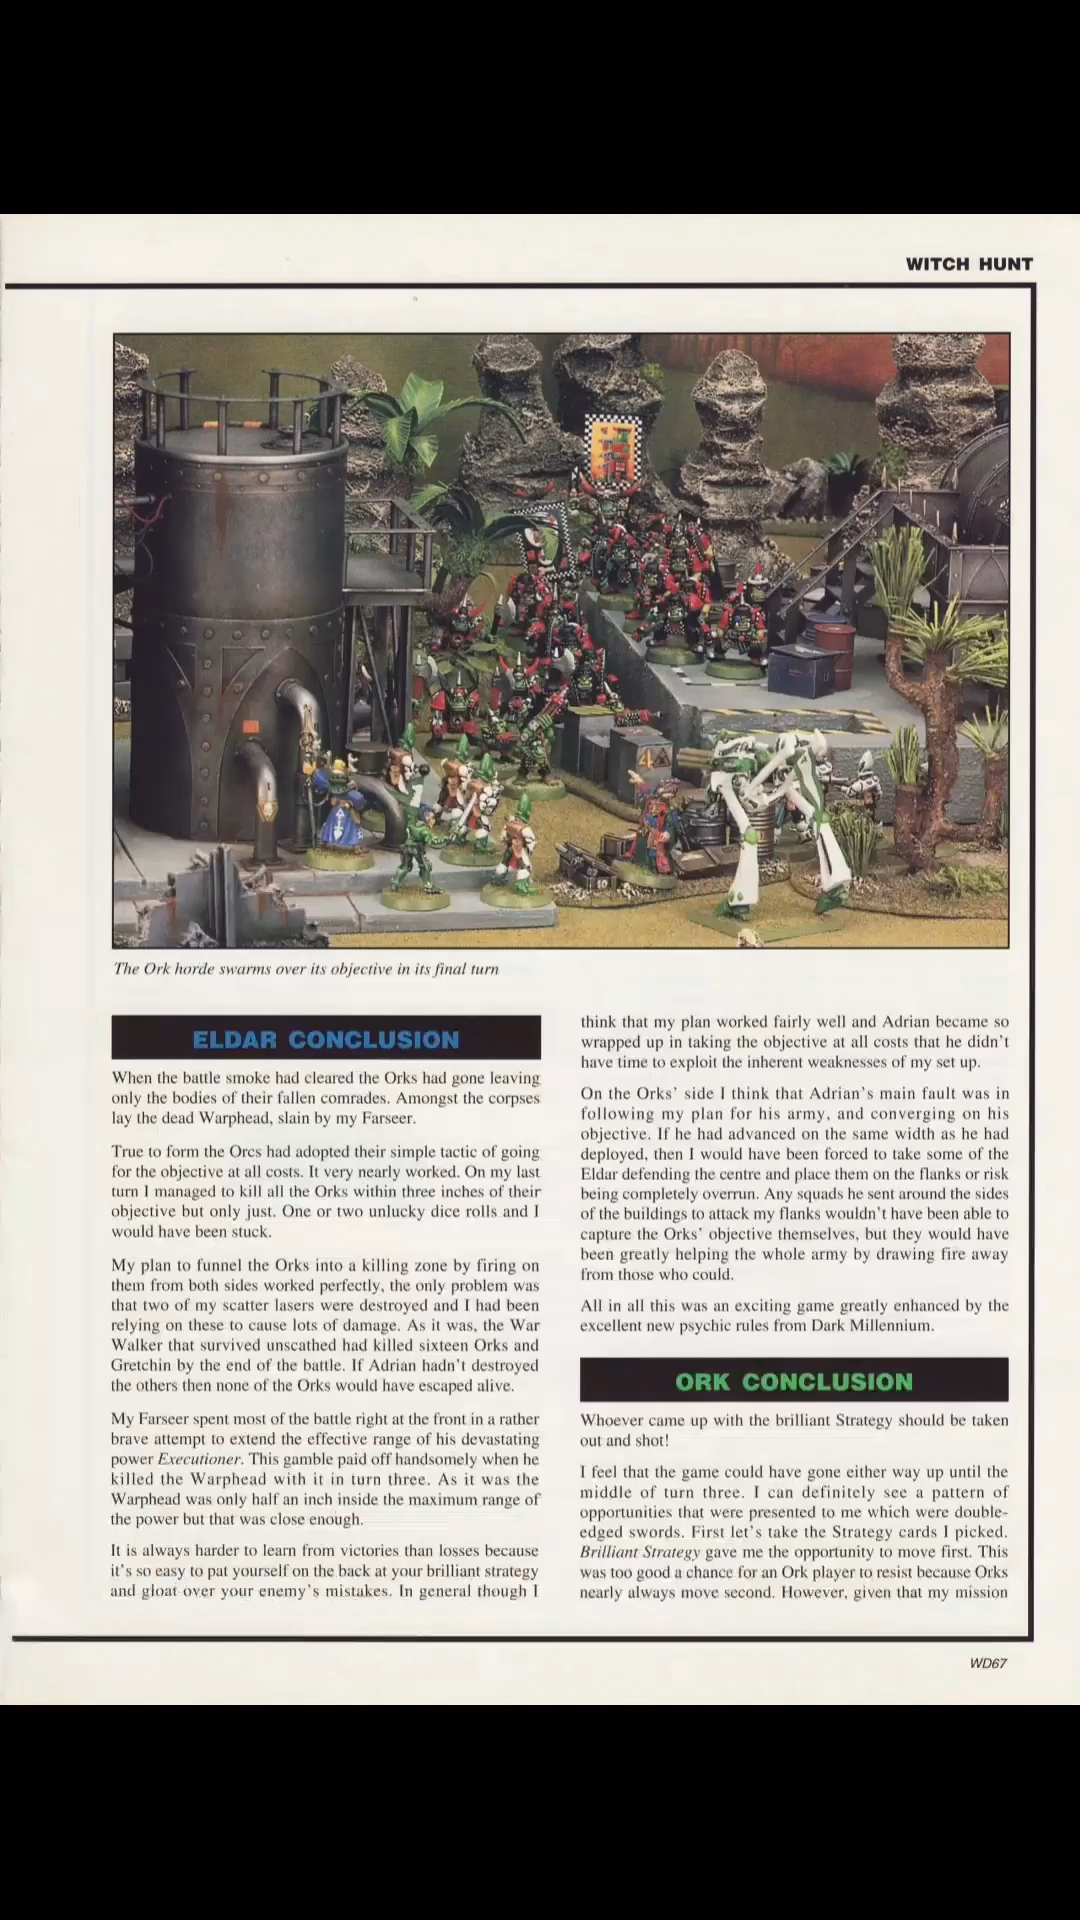 WITCH HUNT
The Ork horde swarms over its objective in its final turn
ELDAR CONCLUSION
When the battle smoke had cleared the Orks had gone leaving
only the bodies of their fallen comrades. Amongst the corpses
lay the dead Warphead, slain by my Farseer.
True to form the Orcs had adopted their simple tactic of going
for the objective at all costs. It very nearly worked. On my last
turn I managed to kill all the Orks within three inches of their
objective but only just. One or two unlucky dice rolls and I
would have been stuck.
My plan to funnel the Orks into a killing zone by firing on
them from both sides worked perfectly, the only problem was
that two of my scatter lasers were destroyed and I had been
relying on these to cause lots of damage. As it was, the War
Walker that survived unscathed had killed sixteen Orks and
Gretchin by the end of the battle. If Adrian hadn't destroyed
the others then none of the Orks would have escaped alive.
My Farseer spent most of the battle right at the front in a rather
brave attempt to extend the effective range of his devastating
power Executioner. This gamble paid off handsomely when he
killed the Warphead with it in turn three. As it was the
Warphead was only half an inch inside the maximum range of
the power but that was close enough.
It is always harder to learn from victories than losses because
it's so easy to pat yourself on the back at your brilliant strategy
and gloat over your enemy's mistakes. In general though I
think that my plan worked fairly well and Adrian became so
wrapped up in taking the objective at all costs that he didn't
have time to exploit the inherent weaknesses of my set up.
On the Orks' side I think that Adrian's main fault was in
following my plan for his army, and converging on his
objective. If he had advanced on the same width as he had
deployed, then I would have been forced to take some of the
Eldar defending the centre and place them on the flanks or risk
being completely overrun. Any squads he sent around the sides
of the buildings to attack my flanks wouldn't have been able to
capture the Orks' objective themselves, but they would have
been greatly helping the whole army by drawing fire away
from those who could.
All in all this was an exciting game greatly enhanced by the
excellent new psychic rules from Dark Millennium.
ORK CONCLUSION
Whoever came up with the brilliant Strategy should be taken
out and shot!
I feel that the game could have gone either way up until the
middle of turn three. I can definitely see a pattern of
opportunities that were presented to me which were double-
edged swords. First let's take the Strategy cards I picked.
Brilliant Strategy gave me the opportunity to move first. This
was too good a chance for an Ork player to resist because Orks
nearly always move second. However, given that my mission
WD67